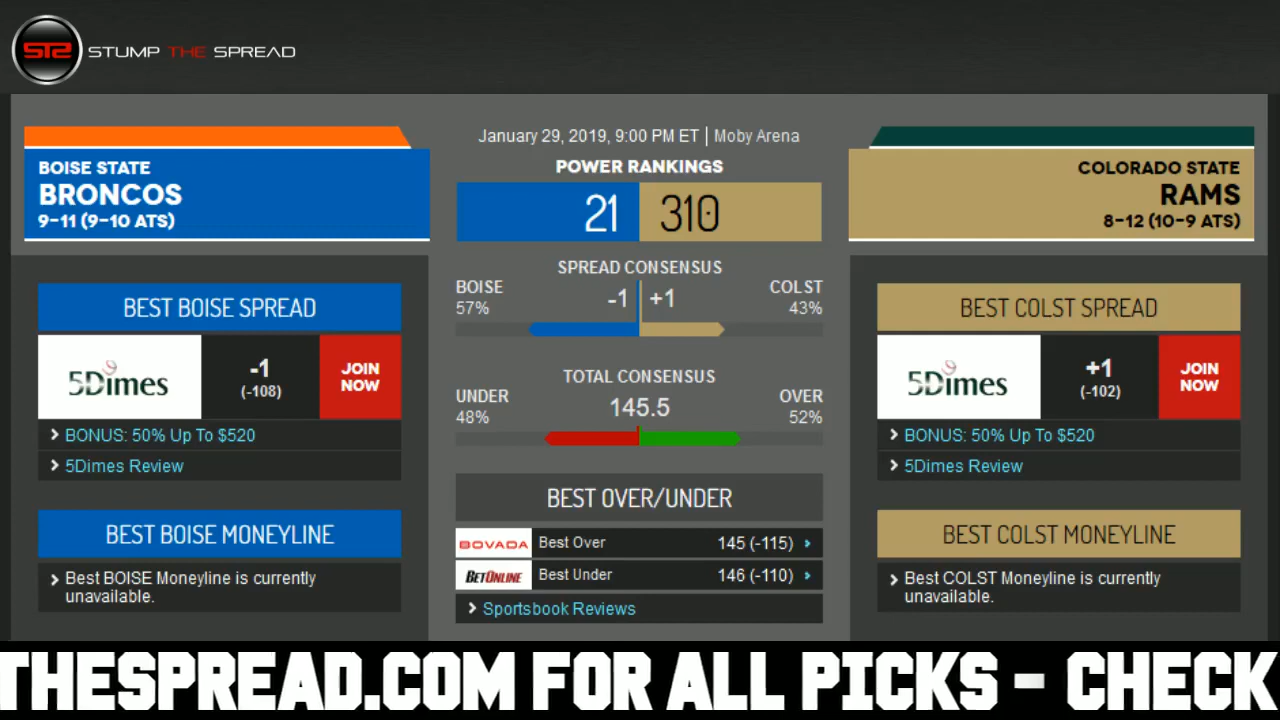 STS STUMP THE SPREAD
January 29, 2019, 9:00 PM ET | Moby Arena
BOISE STATE
BRONCOS
9-11 (9-10 ATS)
POWER RANKINGS
21 310
COLORADO STATE
RAMS
8-12 (10-9 ATS)
SPREAD CONSENSUS
BOISE
57%
-1 +1
COLST
43%
BEST BOISE SPREAD
5Dimes
-1
(-108)
JOIN
NOW
BONUS: 50% Up To $520
5Dimes Review
TOTAL CONSENSUS
UNDER
48%
145.5
OVER
52%
BEST COLST SPREAD
5Dimes
+1
(-102)
JOIN
NOW
BONUS: 50% Up To $520
5Dimes Review
BEST BOISE MONEYLINE
Best BOISE Moneyline is currently
unavailable.
BEST OVER/UNDER
BOVADA Best Over 145 (-115)
BETONLINE Best Under 146 (-110)
Sportsbook Reviews
BEST COLST MONEYLINE
Best COLST Moneyline is currently
unavailable.
THESPREAD.COM FOR ALL PICKS - CHECK